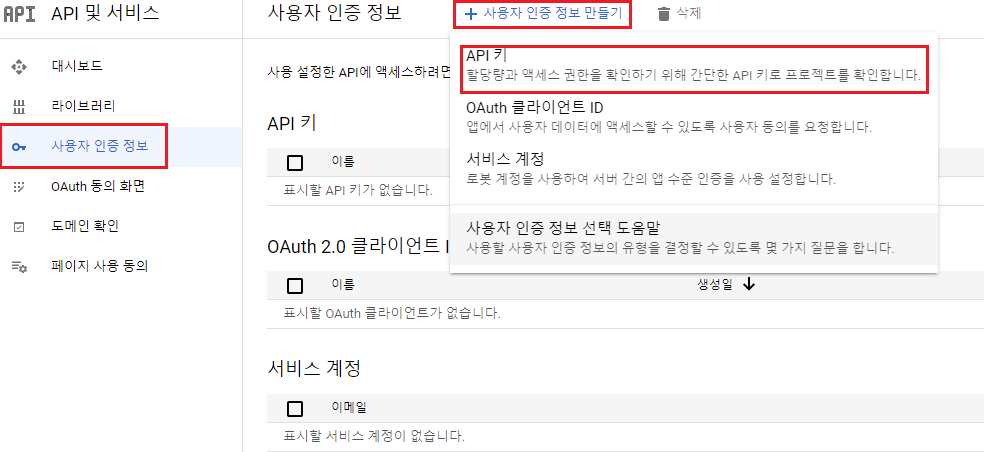 API API 및 서비스
대시보드
라이브러리
사용자 인증 정보
OAuth 동의 화면
도메인 확인
페이지 사용 동의
사용자 인증 정보
+ 사용자 인증 정보 만들기
삭제
사용 설정한 API에 액세스하려면
API 키
할당량과 액세스 권한을 확인하기 위해 간단한 API 키로 프로젝트를 확인합니다.
OAuth 클라이언트 ID
앱에서 사용자 데이터에 액세스할 수 있도록 사용자 동의를 요청합니다.
서비스 계정
로봇 계정을 사용하여 서버 간의 앱 수준 인증을 사용 설정합니다.
사용자 인증 정보 선택 도움말
사용할 사용자 인증 정보의 유형을 결정할 수 있도록 몇 가지 질문을 합니다.
API 키
이름
표시할 API 키가 없습니다.
OAuth 2.0 클라이언트
이름
생성일
표시할 OAuth 클라이언트가 없습니다.
서비스 계정
이메일
표시할 서비스 계정이 없습니다.